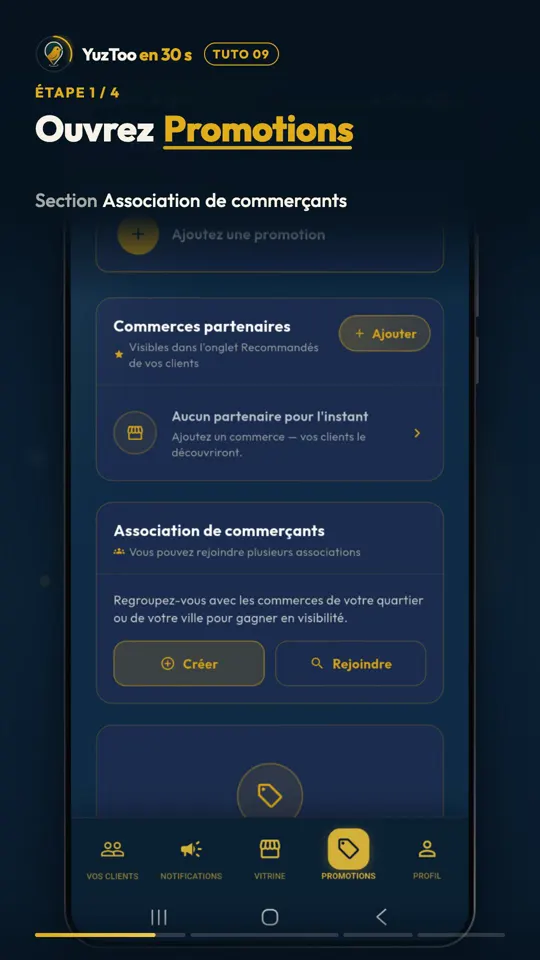 YuzToo en 30 s TUTO 09
ÉTAPE 1 / 4
Ouvrez Promotions
Section Association de commerçants
Ajoutez une promotion
Commerces partenaires
Ajouter
Visibles dans l'onglet Recommandés
de vos clients
Aucun partenaire pour l'instant
Ajoutez un commerce — vos clients le
découvriront.
Association de commerçants
Vous pouvez rejoindre plusieurs associations
Regroupez-vous avec les commerces de votre quartier
ou de votre ville pour gagner en visibilité.
Créer
Rejoindre
VOS CLIENTS
NOTIFICATIONS
VITRINE
PROMOTIONS
PROFIL